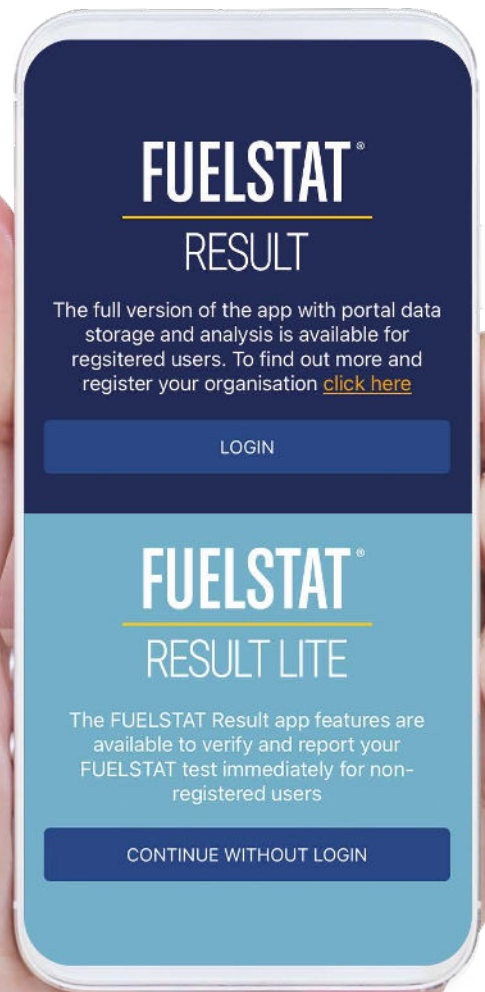 FUELSTAT®
RESULT
The full version of the app with portal data
storage and analysis is available for
regsitered users. To find out more and
register your organisation click here
LOGIN
FUELSTAT®
RESULT LITE
The FUELSTAT Result app features are
available to verify and report your
FUELSTAT test immediately for non-
registered users
CONTINUE WITHOUT LOGIN